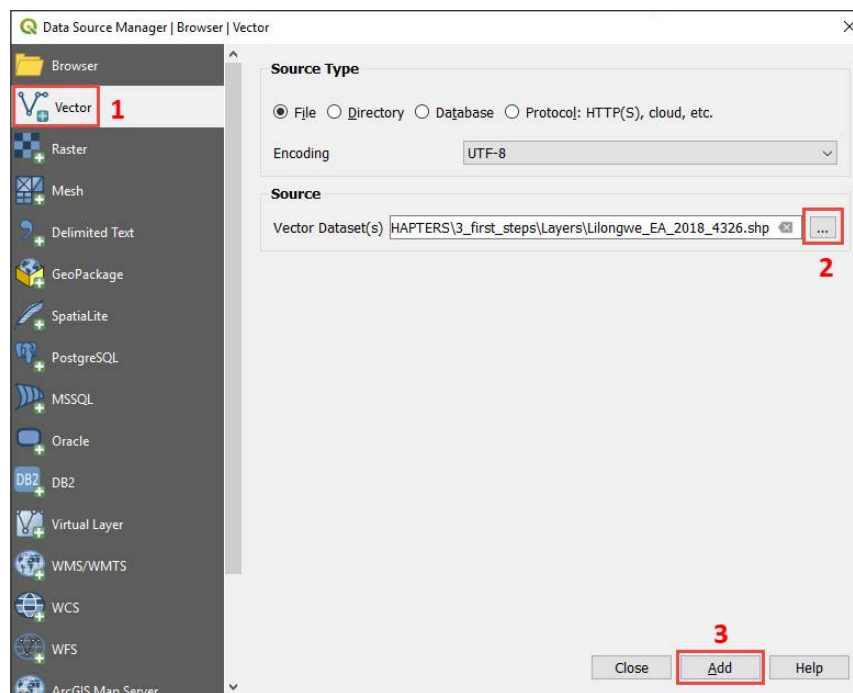 Data Source Manager | Browser | Vector
Browser
Vector
1
Raster
Mesh
Delimited Text
GeoPackage
SpatiaLite
PostgreSQL
MSSQL
Oracle
DB2
DB2
Virtual Layer
WMS/WMTS
WCS
WFS
ArcGIS Map Server
Source Type
File Directory Database Protocol: HTTP(S), cloud, etc.
Encoding UTF-8
Source
Vector Dataset(s) HAPTERS\3_first_steps\Layers\Lilongwe_EA_2018_4326.shp ...
2
3
Close Add Help